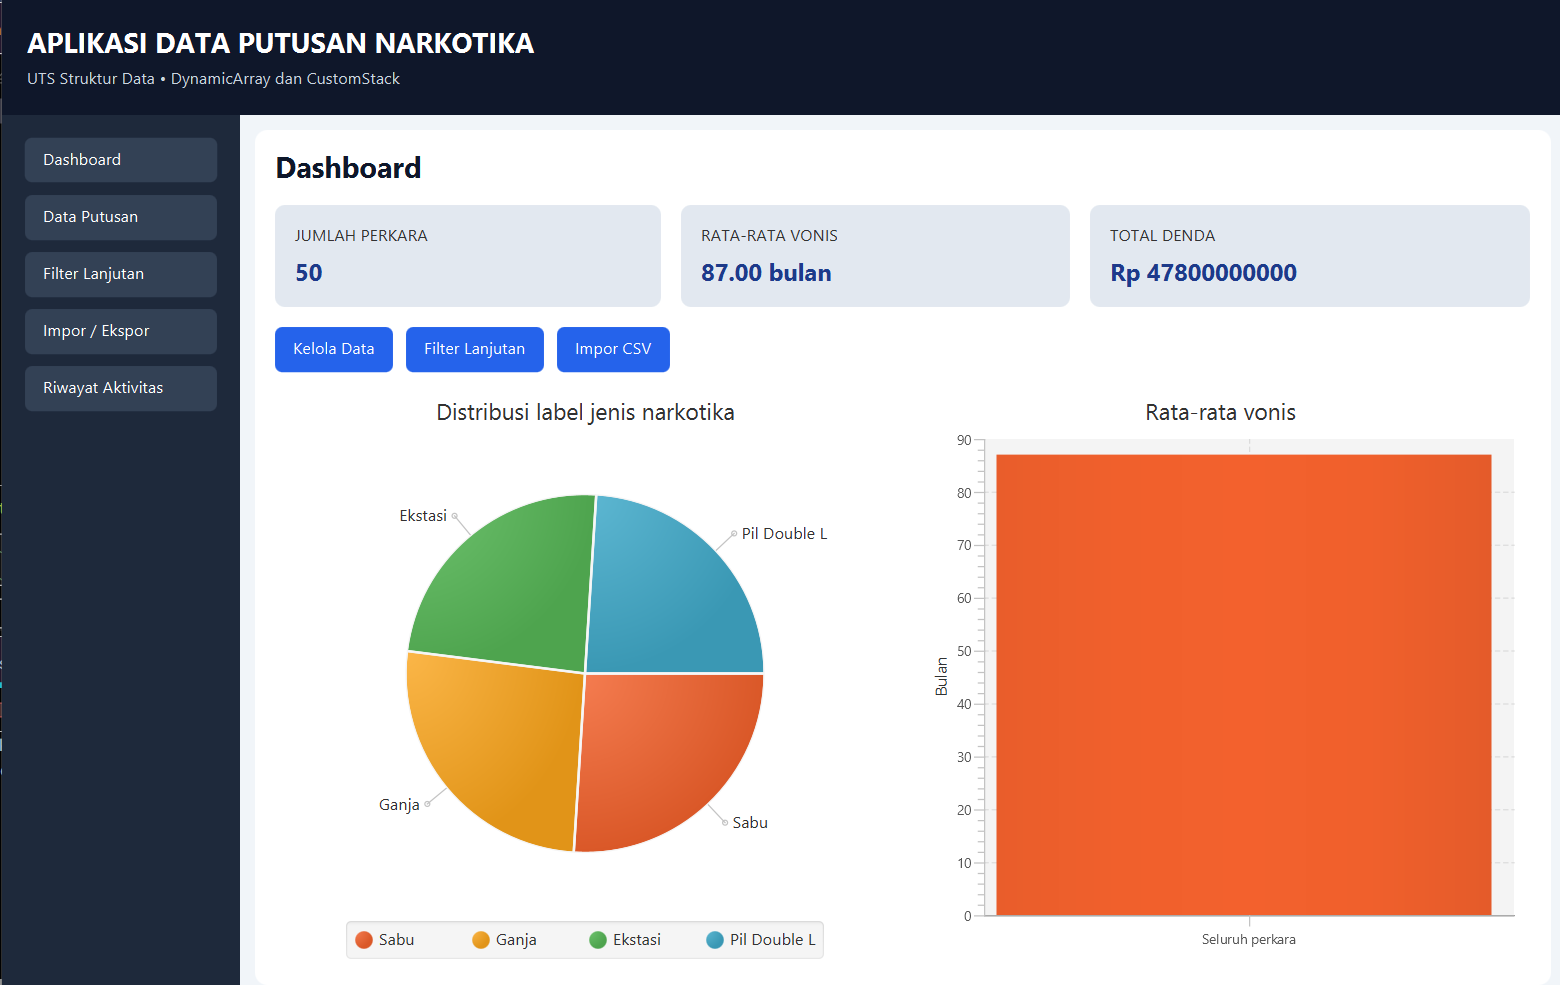 APLIKASI DATA PUTUSAN NARKOTIKA
UTS Struktur Data • DynamicArray dan CustomStack
Dashboard
Data Putusan
Filter Lanjutan
Impor / Ekspor
Riwayat Aktivitas
Dashboard
JUMLAH PERKARA
50
RATA-RATA VONIS
87.00 bulan
TOTAL DENDA
Rp 47800000000
Kelola Data
Filter Lanjutan
Impor CSV
Distribusi label jenis narkotika
Ekstasi
Pil Double L
Ganja
Sabu
Sabu
Ganja
Ekstasi
Pil Double L
Rata-rata vonis
90
80
70
60
50
40
30
20
10
0
Bulan
Seluruh perkara